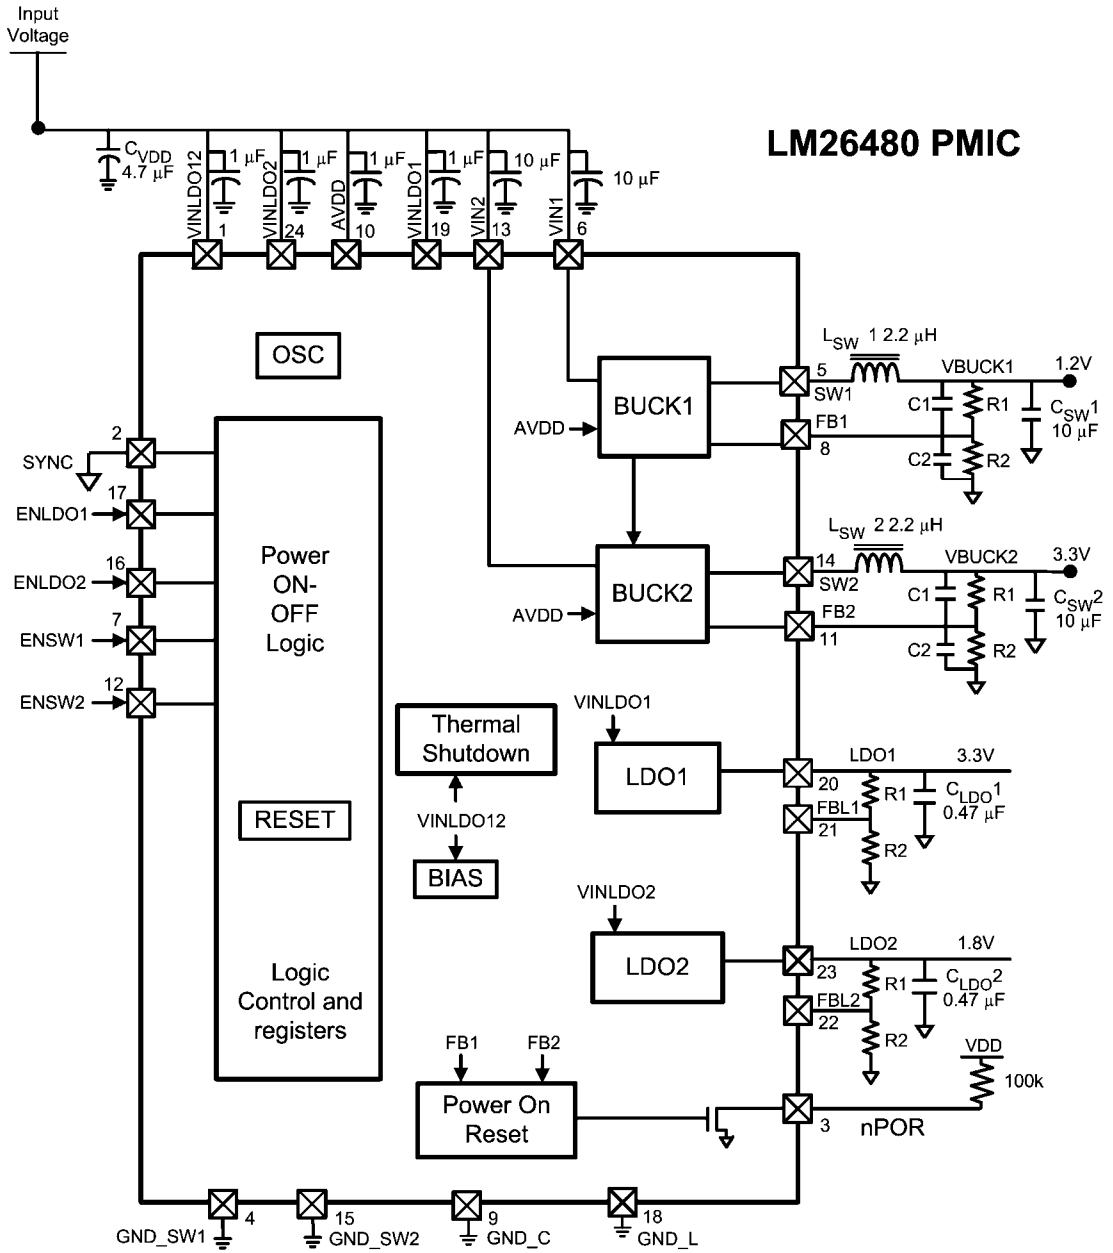 Input
Voltage
LM26480 PMIC
CVDD
4.7 μF
VINLDO12
1 μF
1
VINLDO2
1 μF
24
AVDD
1 μF
10
VINLDO1
1 μF
19
VIN2
10 μF
13
VIN1
10 μF
6
OSC
BUCK1
AVDD
5
SW1
FB1
8
LSW 1 2.2 μH
VBUCK1
1.2V
C1
R1
CSW1
10 μF
C2
R2
2
SYNC
17
ENLDO1
16
ENLDO2
7
ENSW1
12
ENSW2
Power
ON-
OFF
Logic
RESET
Logic
Control and
registers
BUCK2
AVDD
14
SW2
FB2
11
LSW 2 2.2 μH
VBUCK2
3.3V
C1
R1
CSW2
10 μF
C2
R2
Thermal
Shutdown
VINLDO12
BIAS
VINLDO1
LDO1
20
FBL1
21
LDO1
3.3V
R1
CLDO1
0.47 μF
R2
VINLDO2
LDO2
23
FBL2
22
LDO2
1.8V
R1
CLDO2
0.47 μF
R2
FB1
FB2
Power On
Reset
3
nPOR
VDD
100k
GND_SW1
4
15
GND_SW2
9
GND_C
18
GND_L